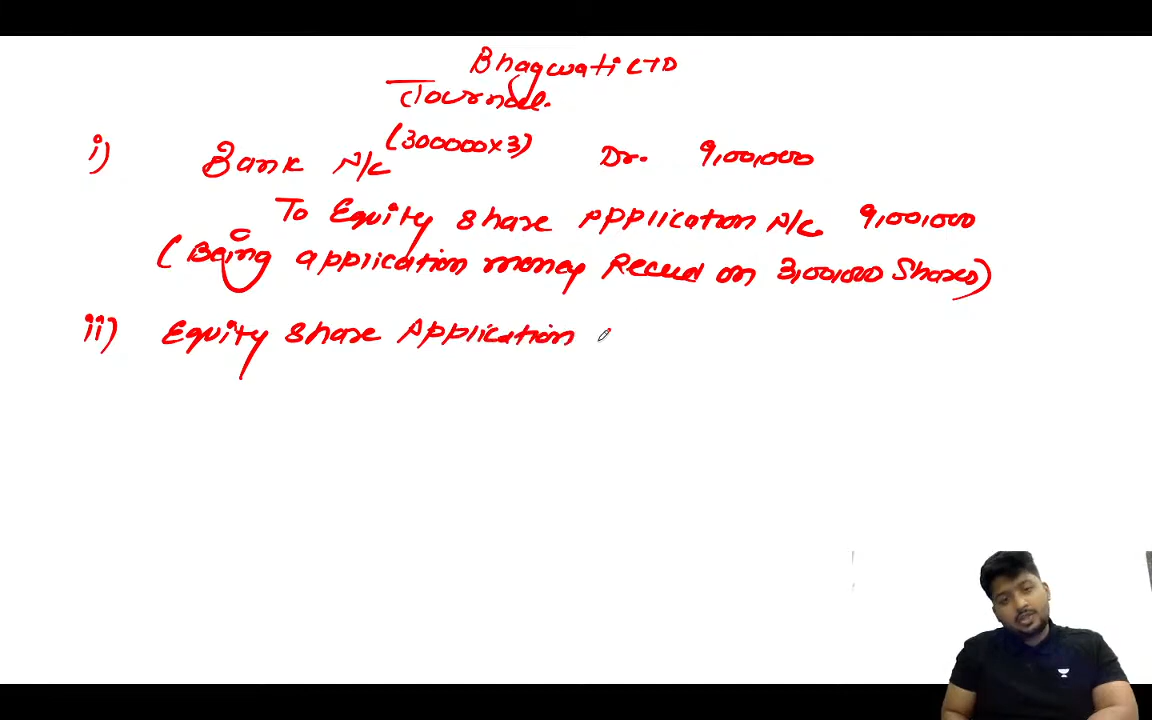 Bhagwati LTD
Journal.
i) Bank A/c (300000x3) Dr. 9,00,000
To Equity Share Application A/c 9,00,000
(Being application money Received on 3,00,000 Shares)
ii) Equity Share Application